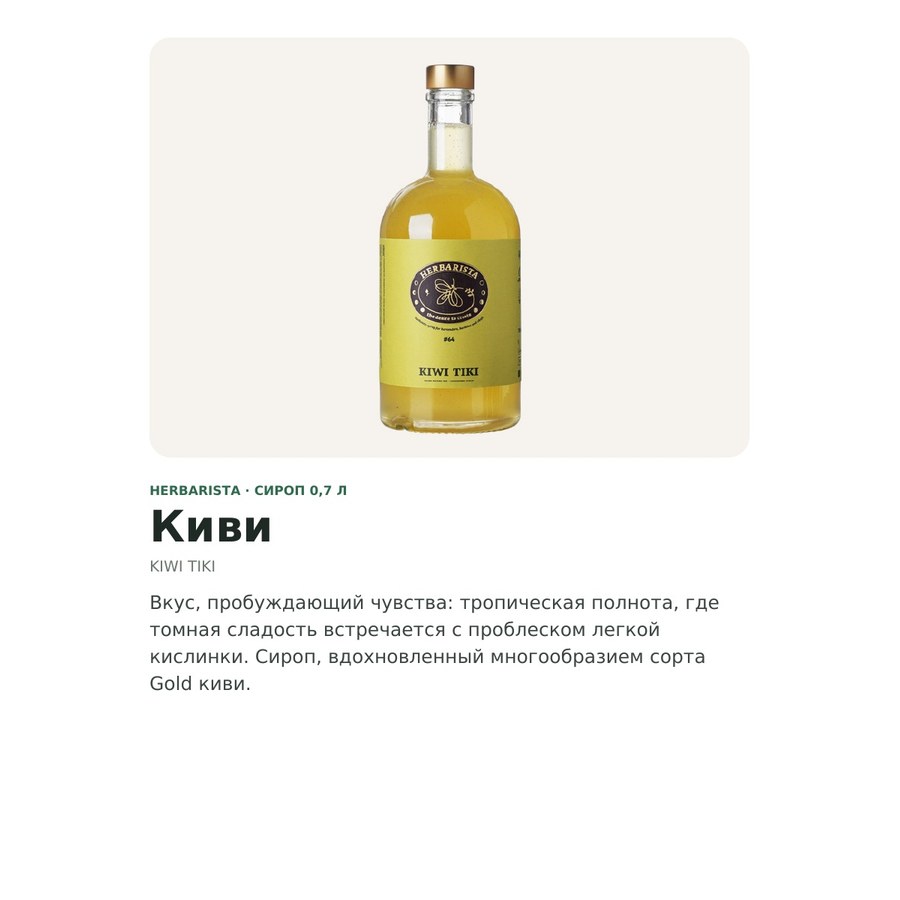 HERBARISTA
#64
KIWI TIKI
HERBARISTA · СИРОП 0,7 Л
Киви
KIWI TIKI
Вкус, пробуждающий чувства: тропическая полнота, где
томная сладость встречается с проблеском легкой
кислинки. Сироп, вдохновленный многообразием сорта
Gold киви.